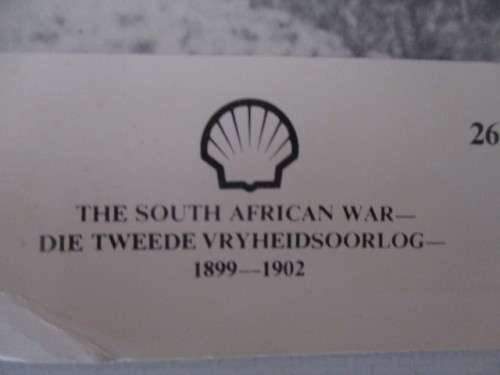 26
THE SOUTH AFRICAN WAR—
DIE TWEEDE VRYHEIDSOORLOG—
1899—1902